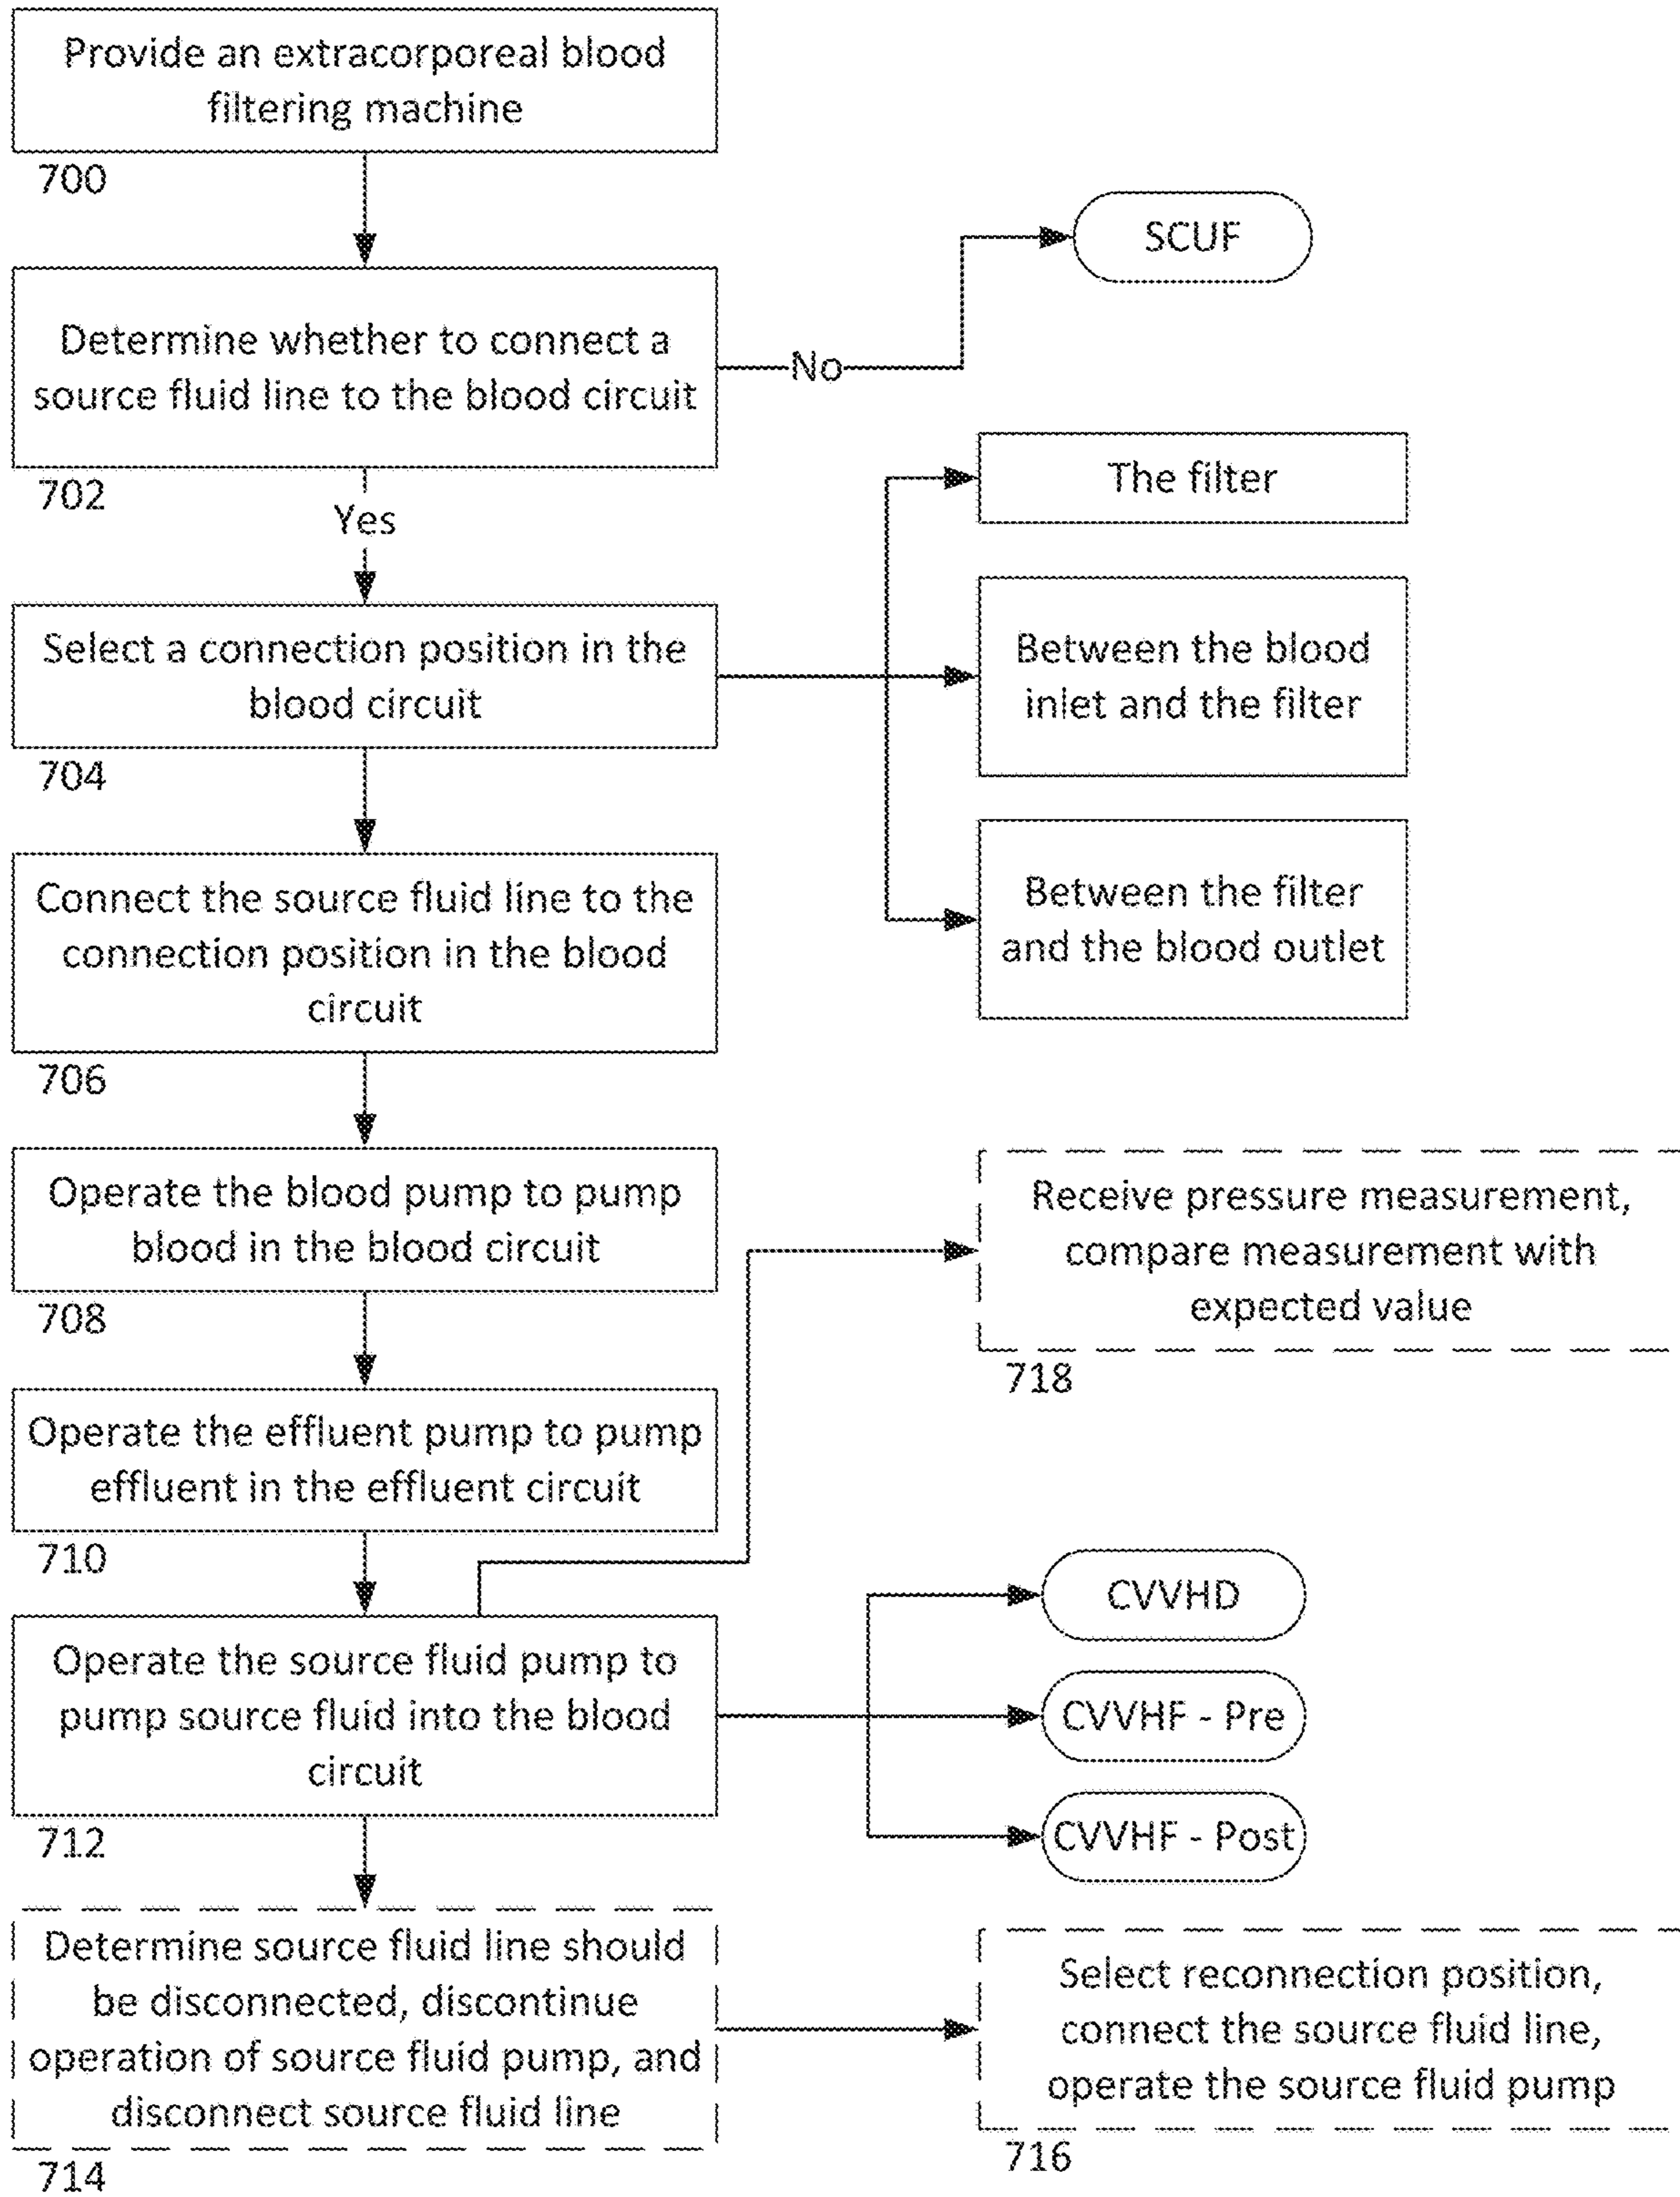 Provide an extracorporeal blood
filtering machine
700
SCUF
Determine whether to connect a
source fluid line to the blood circuit
No
702
Yes
The filter
Select a connection position in the
blood circuit
704
Between the blood
inlet and the filter
Between the filter
and the blood outlet
Connect the source fluid line to the
connection position in the blood
circuit
706
Operate the blood pump to pump
blood in the blood circuit
708
Receive pressure measurement,
compare measurement with
expected value
718
Operate the effluent pump to pump
effluent in the effluent circuit
710
Operate the source fluid pump to
pump source fluid into the blood
circuit
712
CVVHD
CVVHF - Pre
CVVHF - Post
Determine source fluid line should
be disconnected, discontinue
operation of source fluid pump, and
disconnect source fluid line
714
Select reconnection position,
connect the source fluid line,
operate the source fluid pump
716